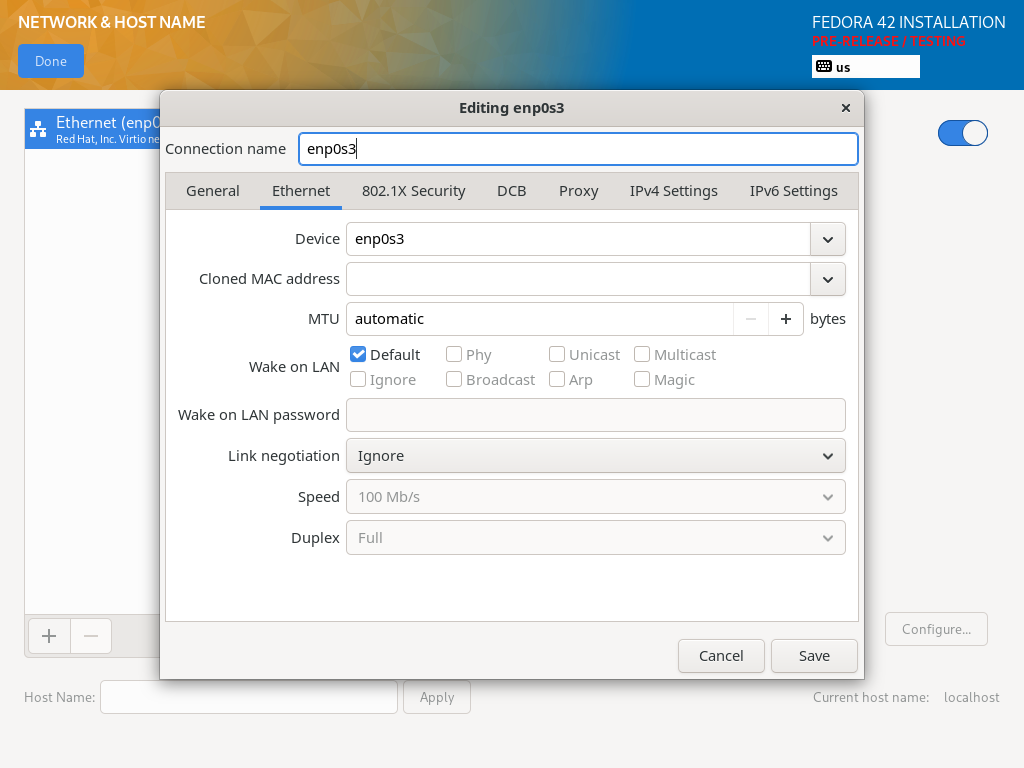 NETWORK & HOST NAME
FEDORA 42 INSTALLATION
PRE-RELEASE / TESTING
Done
us
Editing enp0s3
Ethernet (enp0
Red Hat, Inc. Virtio ne
Connection name enp0s3
General Ethernet 802.1X Security DCB Proxy IPv4 Settings IPv6 Settings
Device enp0s3
Cloned MAC address
MTU automatic bytes
Wake on LAN
Default Phy Unicast Multicast
Ignore Broadcast Arp Magic
Wake on LAN password
Link negotiation Ignore
Speed 100 Mb/s
Duplex Full
Configure...
Cancel Save
Host Name: Apply Current host name: localhost